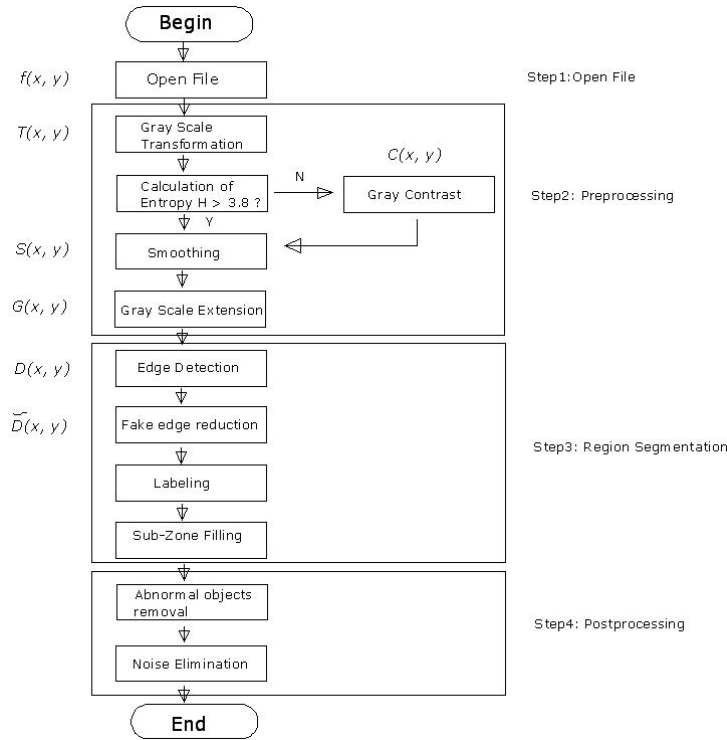 Begin
f(x, y)
Open File
Step1:Open File
T(x, y)
Gray Scale
Transformation
C(x, y)
Calculation of
Entropy H > 3.8 ?
N
Gray Contrast
Step2: Preprocessing
Y
S(x, y)
Smoothing
G(x, y)
Gray Scale Extension
D(x, y)
Edge Detection
D̆(x, y)
Fake edge reduction
Step3: Region Segmentation
Labeling
Sub-Zone Filling
Abnormal objects
removal
Step4: Postprocessing
Noise Elimination
End